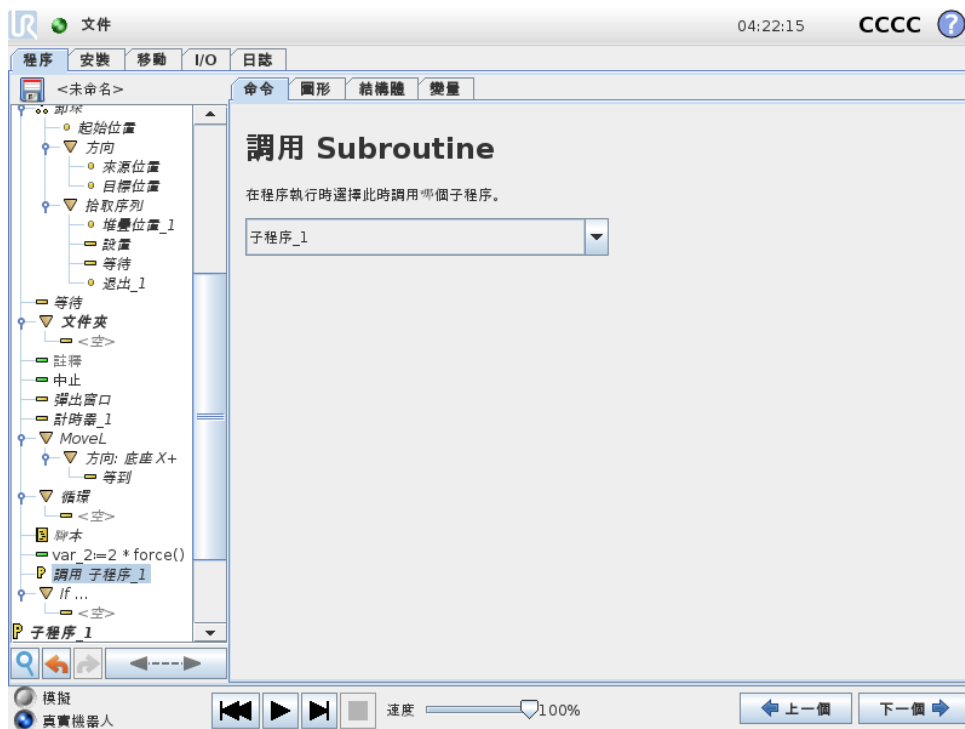 UR 文件 04:22:15 CCCC ?
程序 安裝 移動 I/O 日誌
<未命名>
命令 圖形 結構體 變量
卸垛
起始位置
方向
來源位置
目標位置
拾取序列
堆疊位置_1
設置
等待
退出_1
等待
文件夾
<空>
註釋
中止
彈出窗口
計時器_1
MoveL
方向: 底座 X+
等到
循環
<空>
腳本
var_2:=2 * force()
調用 子程序_1
If ...
<空>
子程序_1
調用 Subroutine
在程序執行時選擇此時調用哪個子程序。
子程序_1
模擬
真實機器人
速度 100%
上一個 下一個